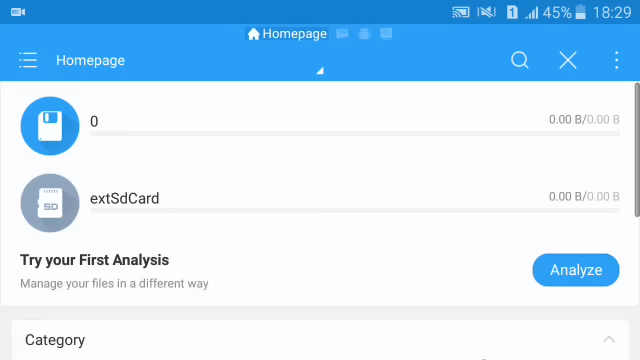 1 45% 18:29
Homepage
Homepage
0
0.00 B/0.00 B
extSdCard
0.00 B/0.00 B
SD
Try your First Analysis
Manage your files in a different way
Analyze
Category